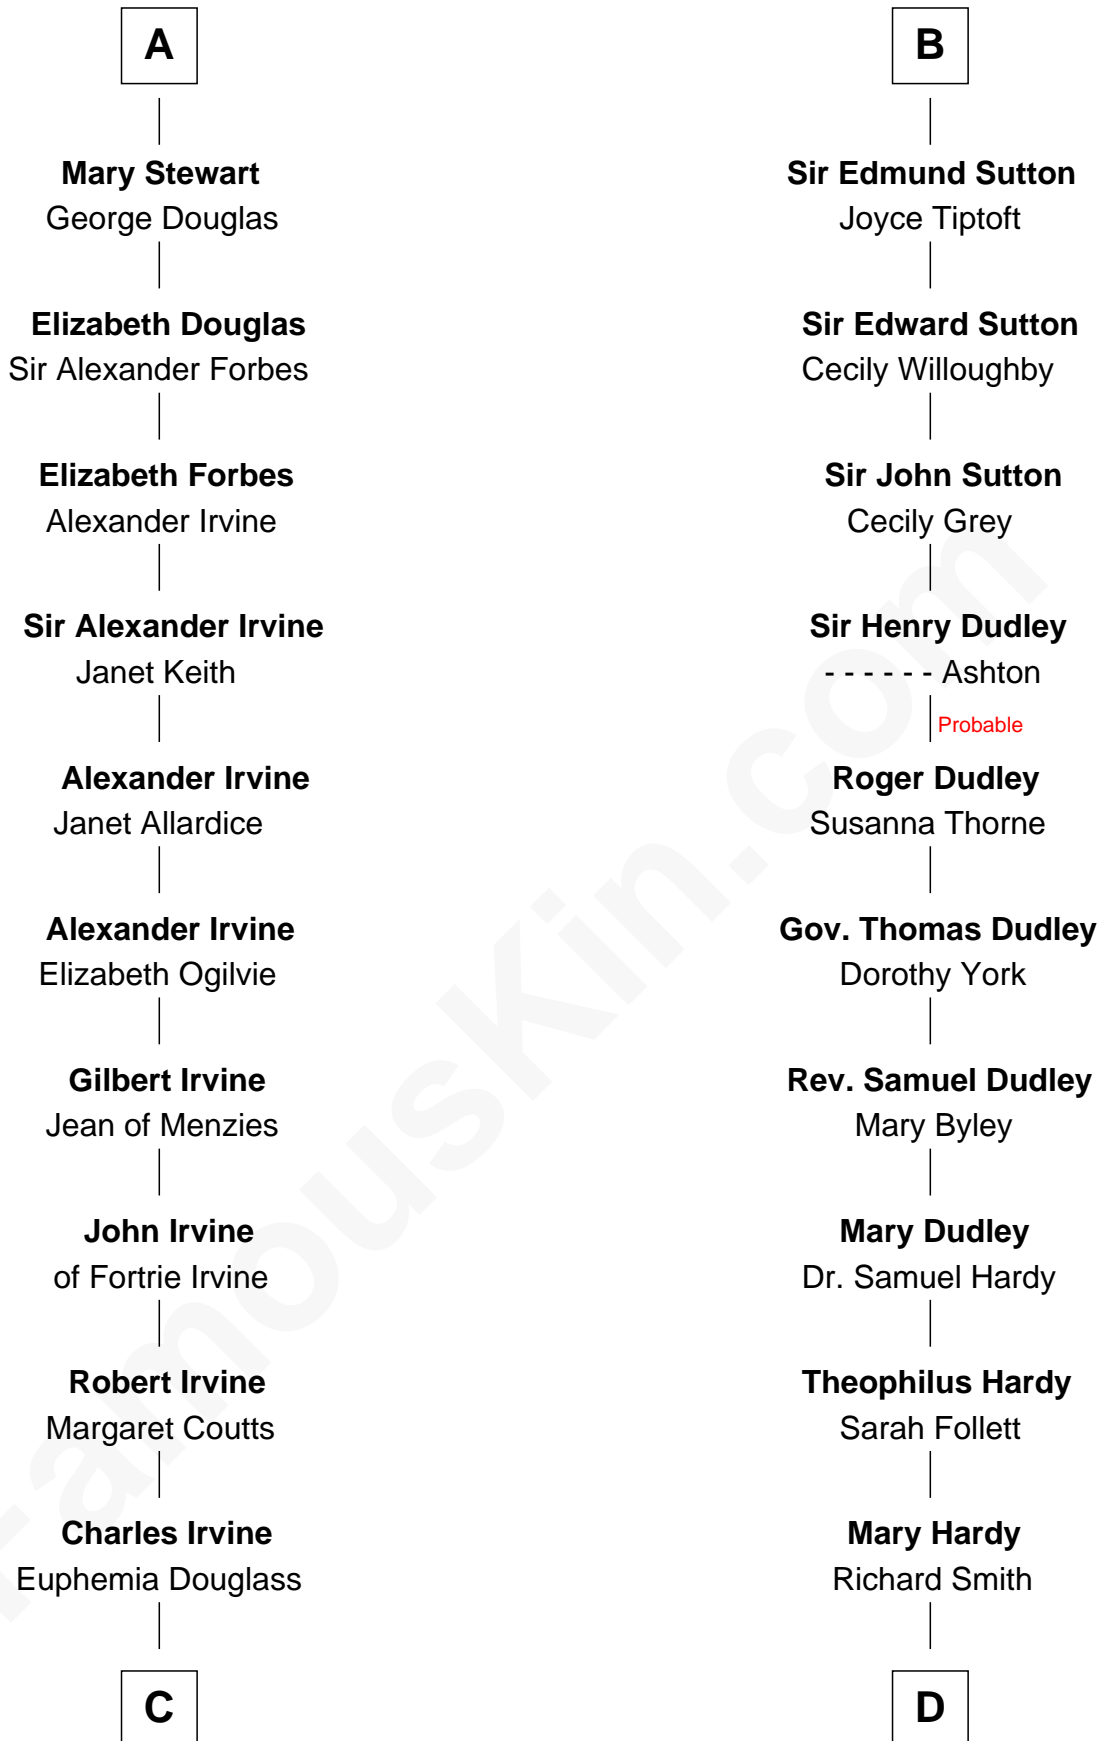 A
Mary Stewart
George Douglas
Elizabeth Douglas
Sir Alexander Forbes
Elizabeth Forbes
Alexander Irvine
Sir Alexander Irvine
Janet Keith
Alexander Irvine
Janet Allardice
Alexander Irvine
Elizabeth Ogilvie
Gilbert Irvine
Jean of Menzies
John Irvine
of Fortrie Irvine
Robert Irvine
Margaret Coutts
Charles Irvine
Euphemia Douglass
C
B
Sir Edmund Sutton
Joyce Tiptoft
Sir Edward Sutton
Cecily Willoughby
Sir John Sutton
Cecily Grey
Sir Henry Dudley
- - - - - - Ashton
Probable
Roger Dudley
Susanna Thorne
Gov. Thomas Dudley
Dorothy York
Rev. Samuel Dudley
Mary Byley
Mary Dudley
Dr. Samuel Hardy
Theophilus Hardy
Sarah Follett
Mary Hardy
Richard Smith
D
FamousKin.com